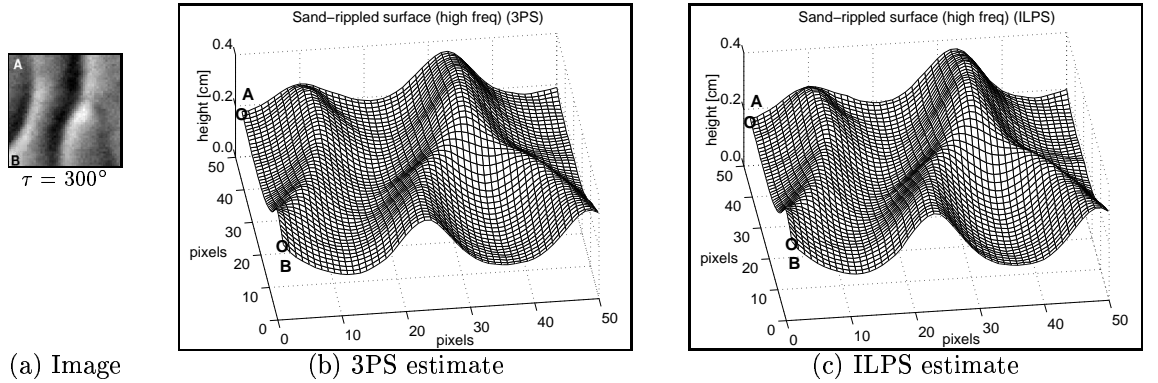 A
B
τ = 300°
(a) Image
Sand-rippled surface (high freq) (3PS)
0.4
0.2
0.0
height [cm]
A
B
50
40
30
20
10
0
pixels
0
10
20
30
40
50
pixels
(b) 3PS estimate
Sand-rippled surface (high freq) (ILPS)
0.4
0.2
0.0
height [cm]
A
B
50
40
30
20
10
0
pixels
0
10
20
30
40
50
pixels
(c) ILPS estimate